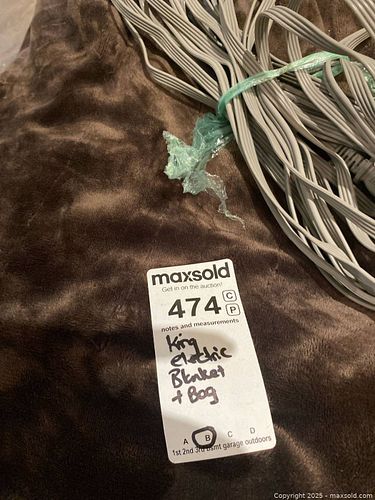 maxsold
Get in on the auction!
474 C
P
notes and measurements
King
electric
Blanket
+ Bag
A B C D
1st 2nd 3rd bsmt garage outdoors
Copyright 2025 - maxsold.com